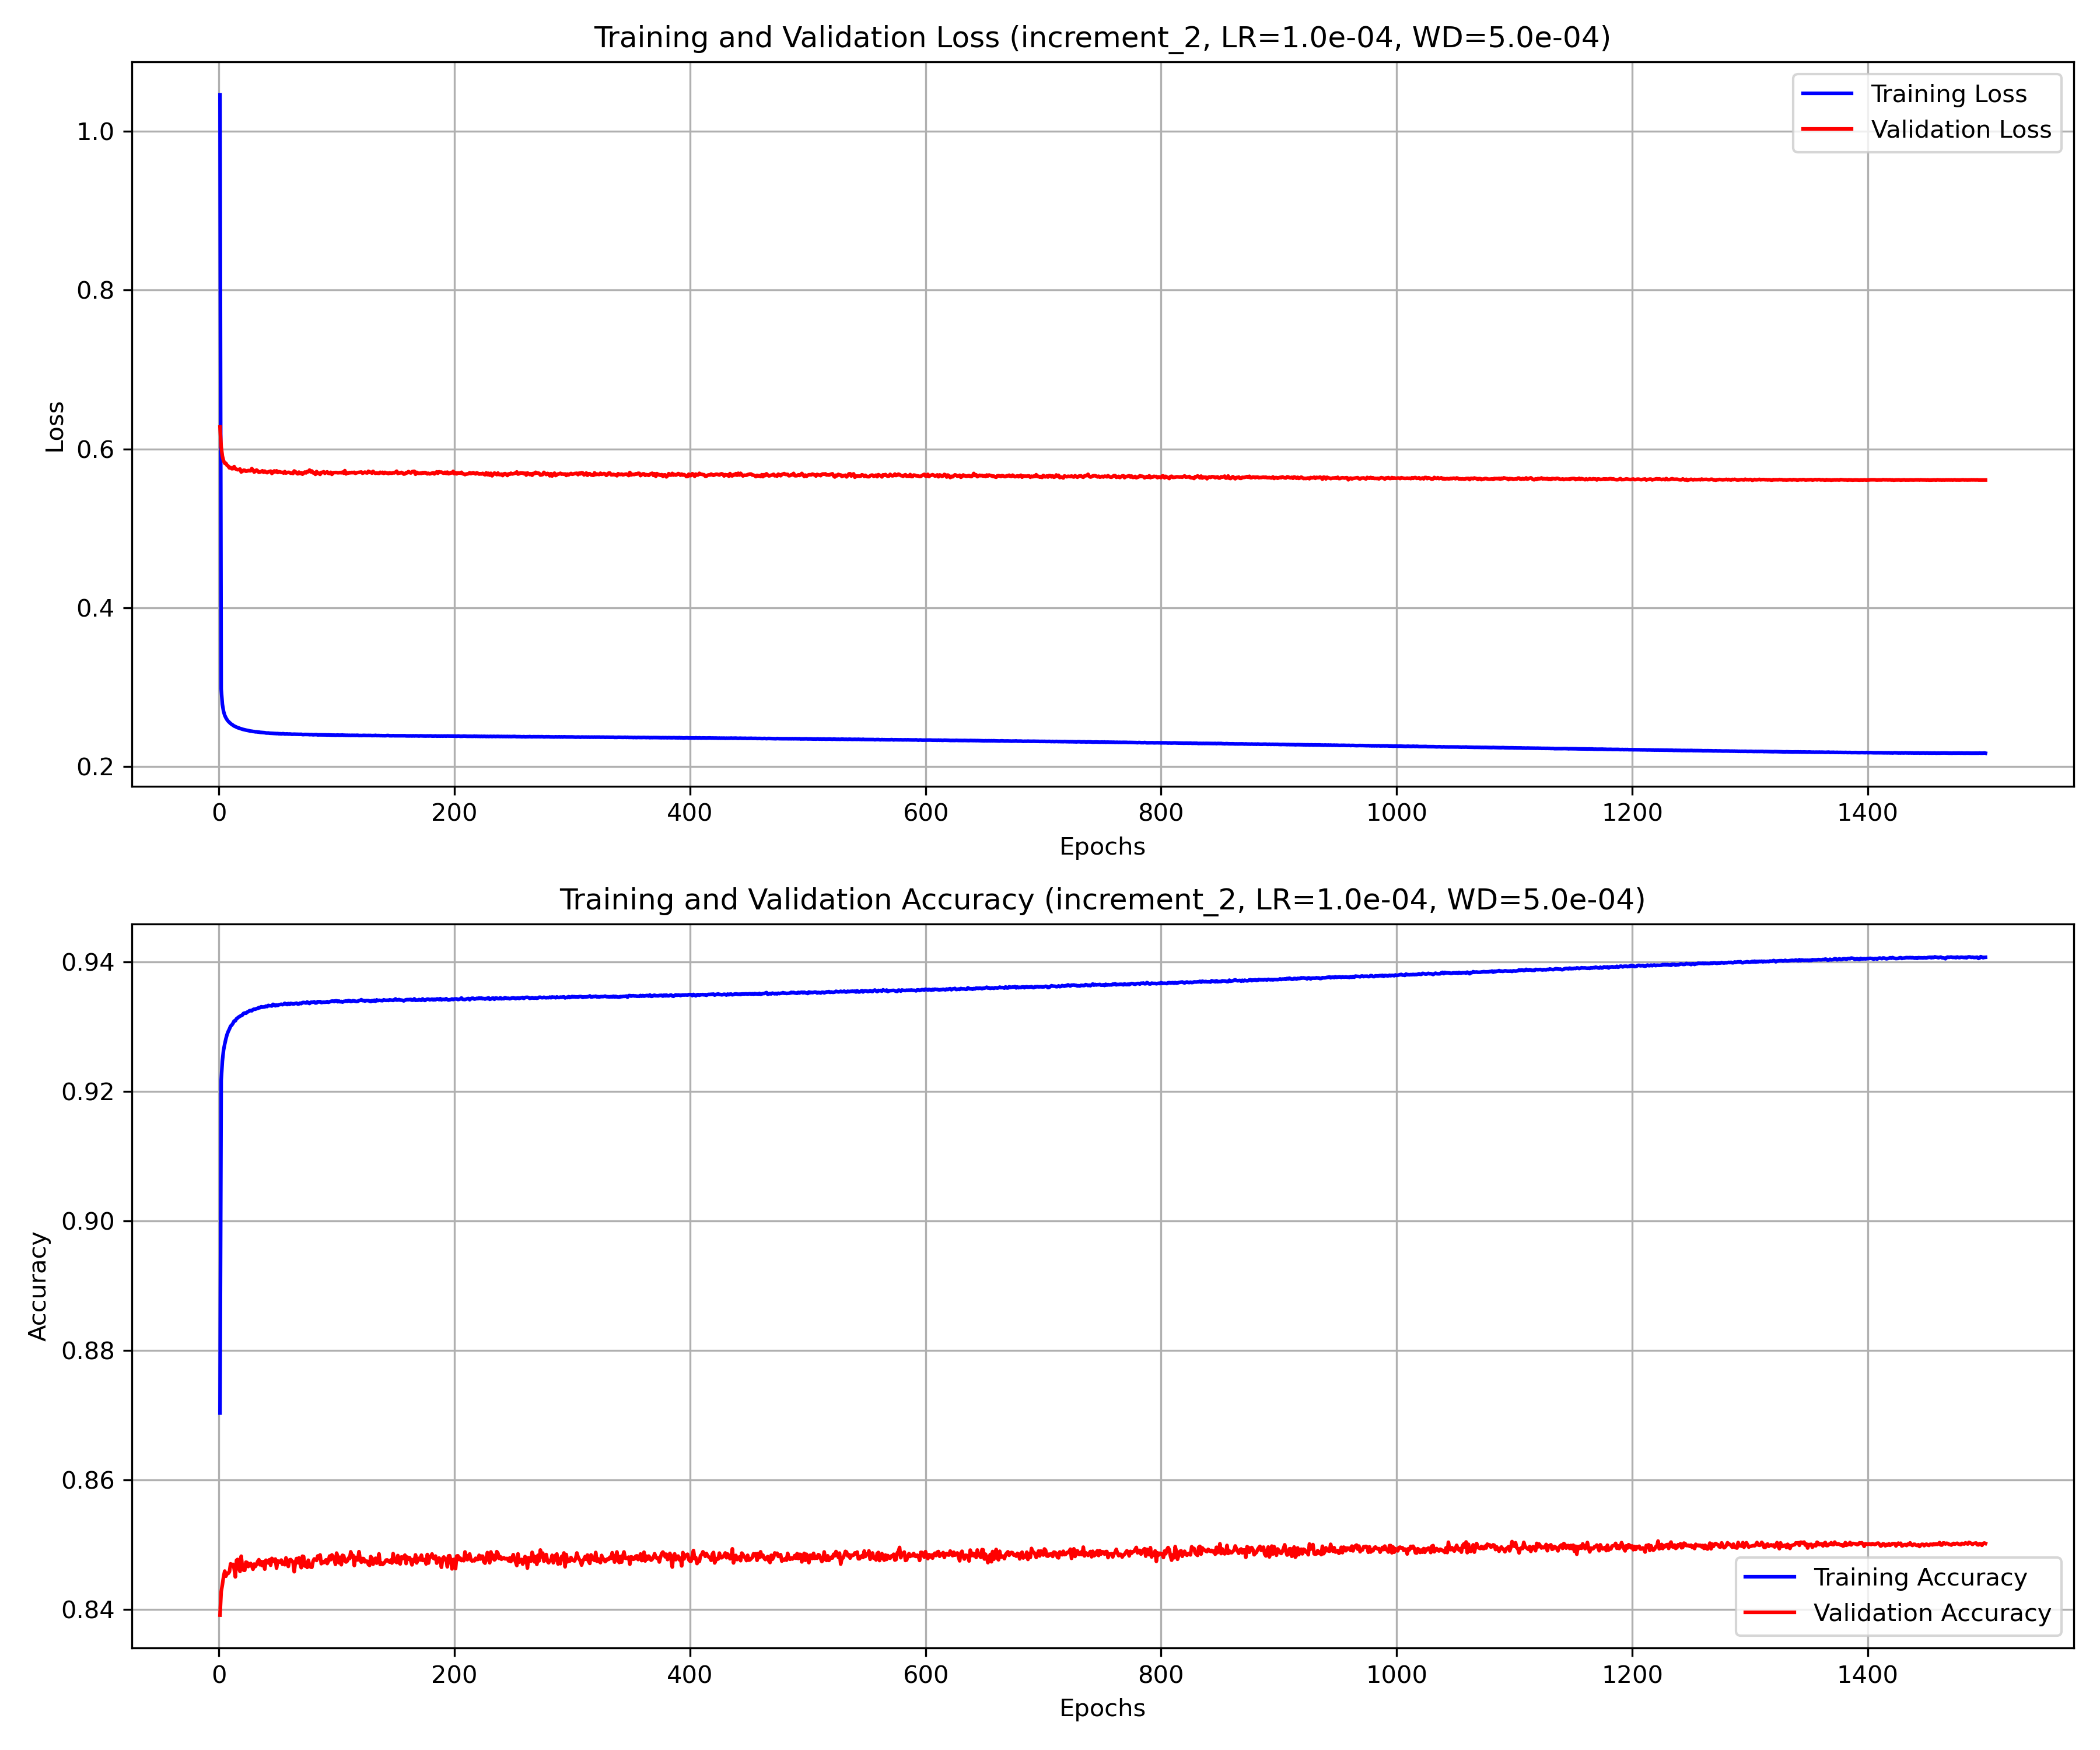 Training and Validation Loss (increment_2, LR=1.0e-04, WD=5.0e-04)
Training Loss
Validation Loss
1.0
0.8
0.6
0.4
0.2
Loss
0 200 400 600 800 1000 1200 1400
Epochs
Training and Validation Accuracy (increment_2, LR=1.0e-04, WD=5.0e-04)
0.94
0.92
0.90
0.88
0.86
0.84
Accuracy
Training Accuracy
Validation Accuracy
0 200 400 600 800 1000 1200 1400
Epochs